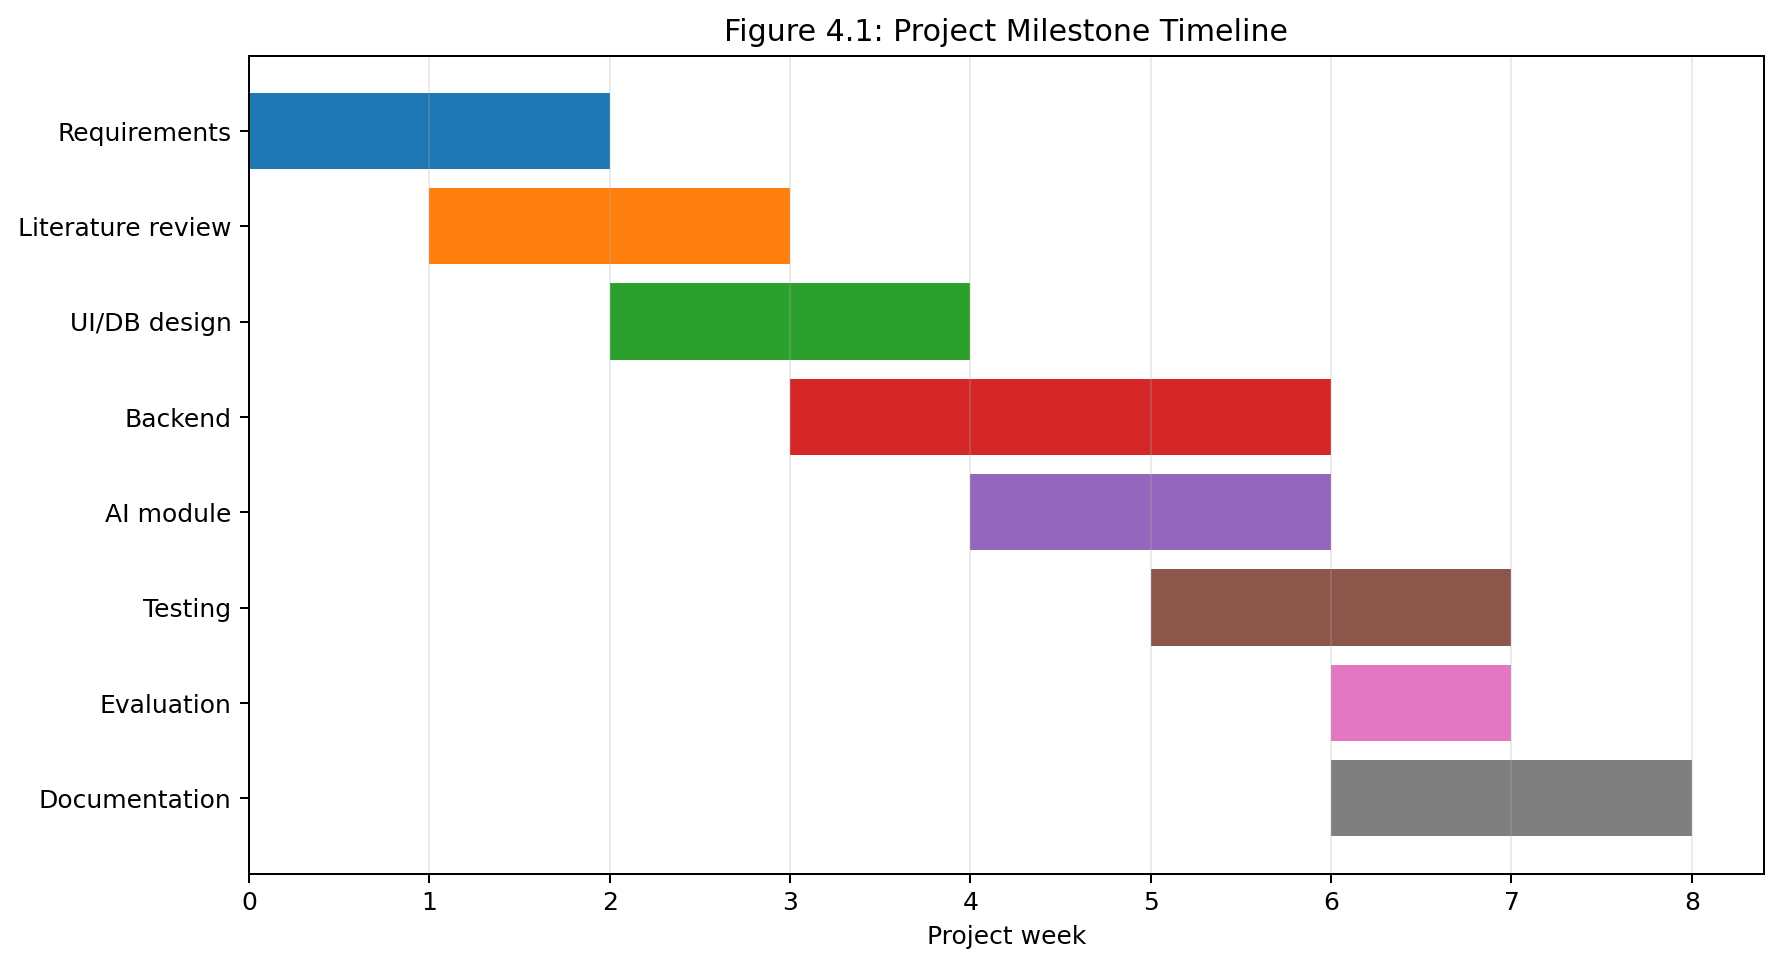 Figure 4.1: Project Milestone Timeline
Requirements
Literature review
UI/DB design
Backend
AI module
Testing
Evaluation
Documentation
0 1 2 3 4 5 6 7 8
Project week